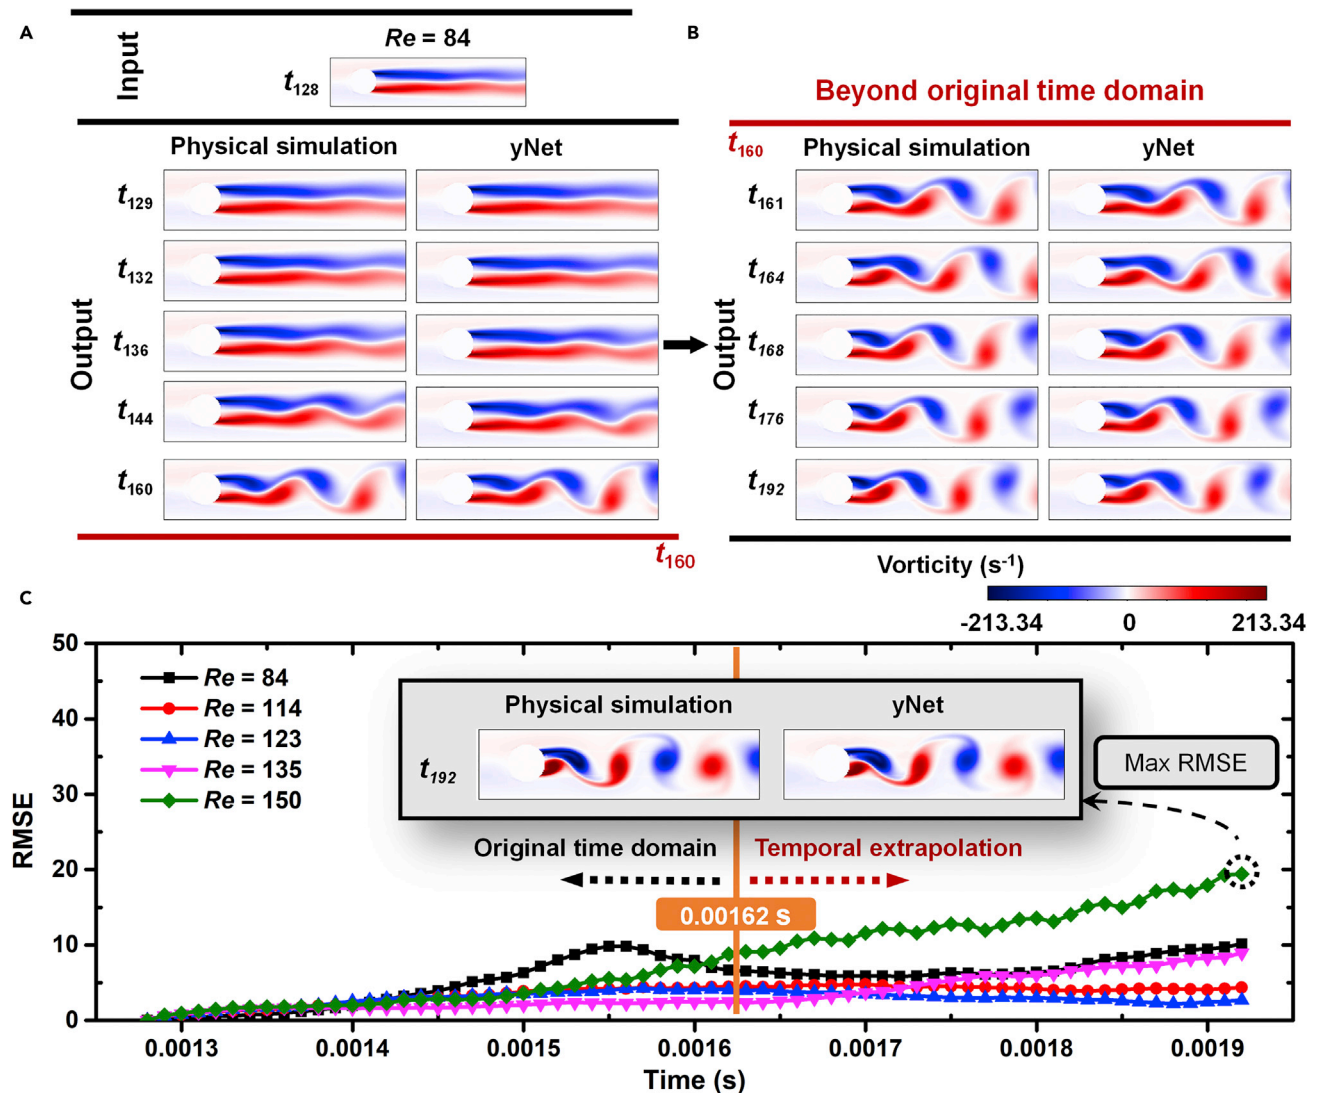 A
Input
Re = 84
t128
Physical simulation
yNet
Output
t129
t132
t136
t144
t160
t160
B
Beyond original time domain
t160
Physical simulation
yNet
Output
t161
t164
t168
t176
t192
Vorticity (s-1)
-213.34
0
213.34
C
RMSE
50
40
30
20
10
0
Re = 84
Re = 114
Re = 123
Re = 135
Re = 150
Physical simulation
yNet
t192
Max RMSE
Original time domain
Temporal extrapolation
0.00162 s
0.0013
0.0014
0.0015
0.0016
0.0017
0.0018
0.0019
Time (s)